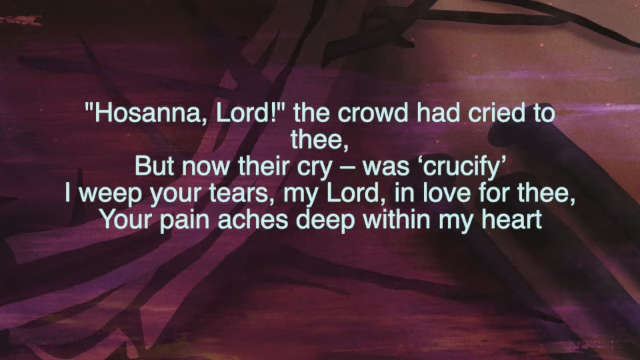 "Hosanna, Lord!" the crowd had cried to
thee,
But now their cry – was ‘crucify’
I weep your tears, my Lord, in love for thee,
Your pain aches deep within my heart